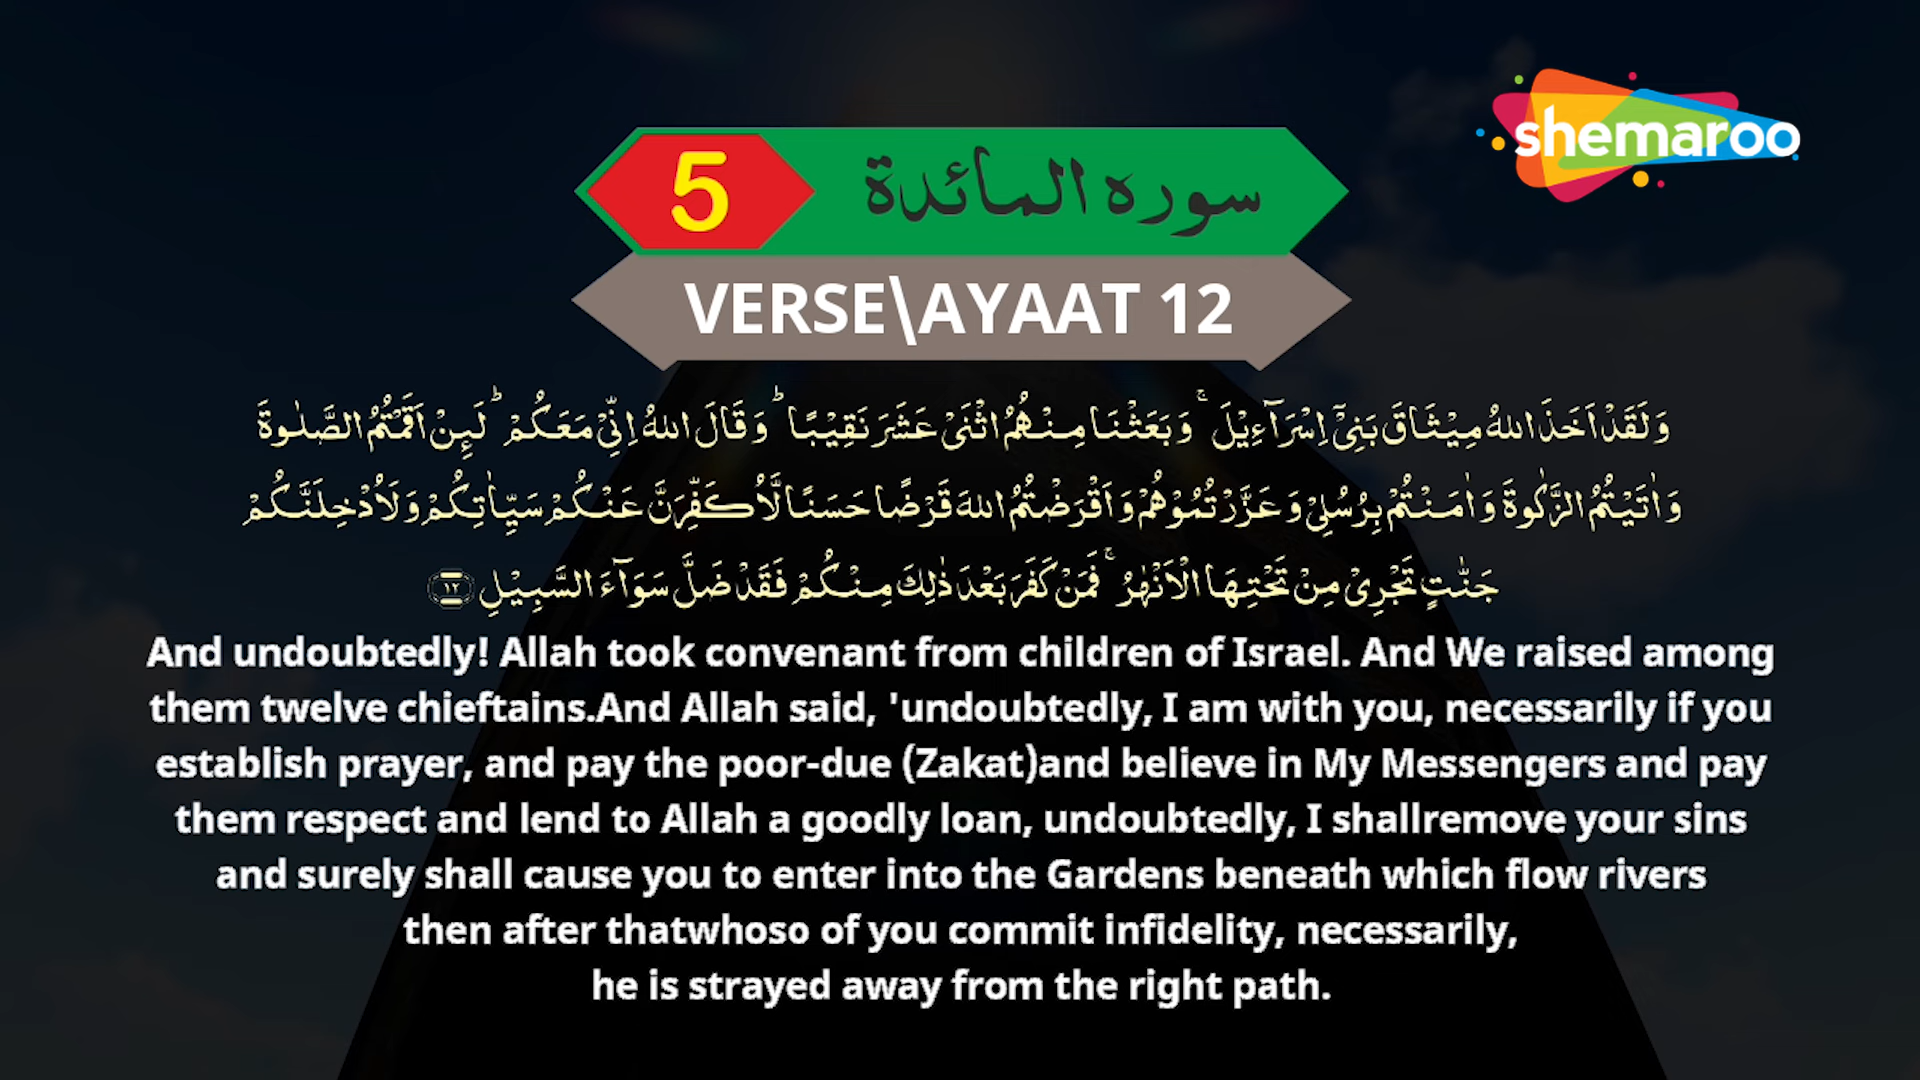 shemaroo
5 سوره المائدة
VERSE\AYAAT 12
وَلَقَدْ اَخَذَ اللهُ مِيْثَاقَ بَنِيْٓ اِسْرَآءِيْلَ ۚ وَبَعَثْنَا مِنْهُمُ اثْنَيْ عَشَرَ نَقِيْبًا ؕ وَقَالَ اللهُ اِنِّيْ مَعَكُمْ ؕ لَىِٕنْ اَقَمْتُمُ الصَّلٰوةَ
وَاٰتَيْتُمُ الزَّكٰوةَ وَاٰمَنْتُمْ بِرُسُلِيْ وَعَزَّرْتُمُوْهُمْ وَاَقْرَضْتُمُ اللهَ قَرْضًا حَسَنًا لَّاُكَفِّرَنَّ عَنْكُمْ سَيِّاٰتِكُمْ وَلَاُدْخِلَنَّكُمْ
جَنّٰتٍ تَجْرِيْ مِنْ تَحْتِهَا الْاَنْهٰرُ ۚ فَمَنْ كَفَرَ بَعْدَ ذٰلِكَ مِنْكُمْ فَقَدْ ضَلَّ سَوَآءَ السَّبِيْلِ ١٢
And undoubtedly! Allah took convenant from children of Israel. And We raised among
them twelve chieftains.And Allah said, 'undoubtedly, I am with you, necessarily if you
establish prayer, and pay the poor-due (Zakat)and believe in My Messengers and pay
them respect and lend to Allah a goodly loan, undoubtedly, I shallremove your sins
and surely shall cause you to enter into the Gardens beneath which flow rivers
then after thatwhoso of you commit infidelity, necessarily,
he is strayed away from the right path.